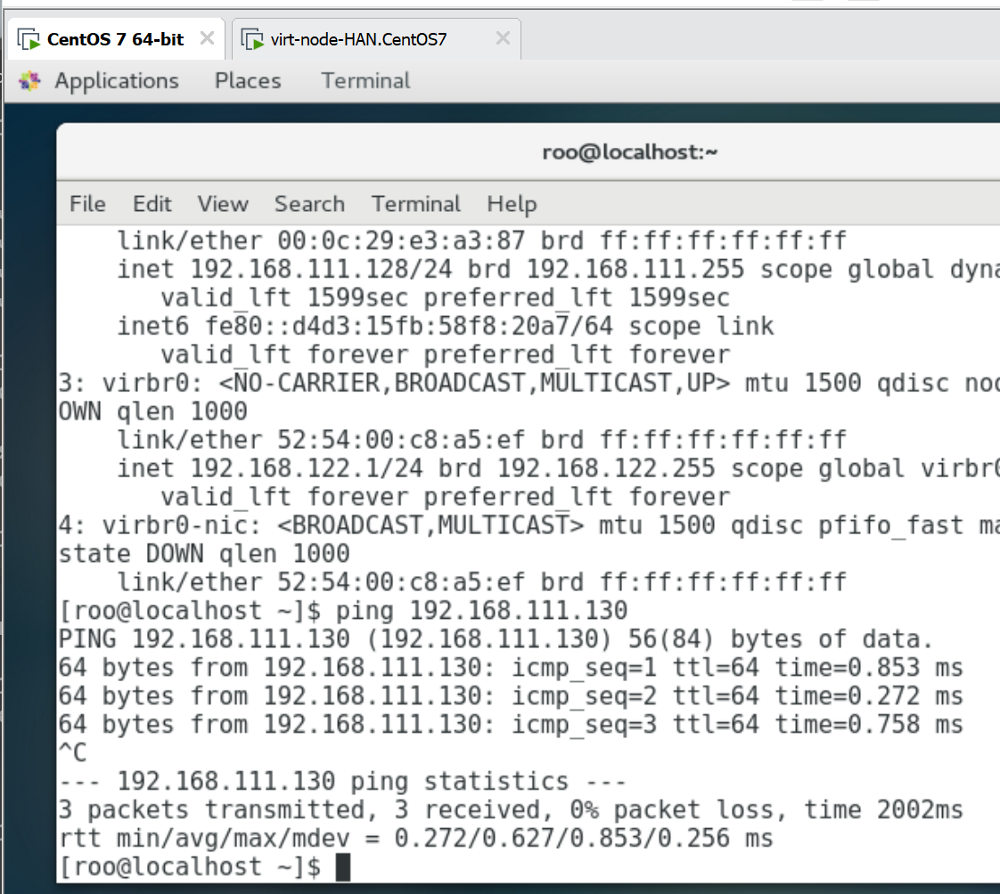 CentOS 7 64-bit
virt-node-HAN.CentOS7
Applications Places Terminal
roo@localhost:~
File Edit View Search Terminal Help
    link/ether 00:0c:29:e3:a3:87 brd ff:ff:ff:ff:ff:ff
    inet 192.168.111.128/24 brd 192.168.111.255 scope global dyna
       valid_lft 1599sec preferred_lft 1599sec
    inet6 fe80::d4d3:15fb:58f8:20a7/64 scope link
       valid_lft forever preferred_lft forever
3: virbr0: <NO-CARRIER,BROADCAST,MULTICAST,UP> mtu 1500 qdisc noq
OWN qlen 1000
    link/ether 52:54:00:c8:a5:ef brd ff:ff:ff:ff:ff:ff
    inet 192.168.122.1/24 brd 192.168.122.255 scope global virbr0
       valid_lft forever preferred_lft forever
4: virbr0-nic: <BROADCAST,MULTICAST> mtu 1500 qdisc pfifo_fast ma
state DOWN qlen 1000
    link/ether 52:54:00:c8:a5:ef brd ff:ff:ff:ff:ff:ff
[roo@localhost ~]$ ping 192.168.111.130
PING 192.168.111.130 (192.168.111.130) 56(84) bytes of data.
64 bytes from 192.168.111.130: icmp_seq=1 ttl=64 time=0.853 ms
64 bytes from 192.168.111.130: icmp_seq=2 ttl=64 time=0.272 ms
64 bytes from 192.168.111.130: icmp_seq=3 ttl=64 time=0.758 ms
^C
--- 192.168.111.130 ping statistics ---
3 packets transmitted, 3 received, 0% packet loss, time 2002ms
rtt min/avg/max/mdev = 0.272/0.627/0.853/0.256 ms
[roo@localhost ~]$